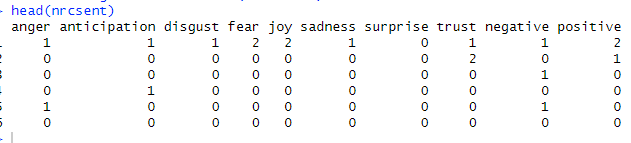 > head(nrcsent)
anger anticipation disgust fear joy sadness surprise trust negative positive
1 1 1 1 2 2 1 0 1 1 2
2 0 0 0 0 0 0 0 2 0 1
3 0 0 0 0 0 0 0 0 1 0
4 0 1 0 0 0 0 0 0 0 0
5 1 0 0 0 0 0 0 0 1 0
6 0 0 0 0 0 0 0 0 0 0
>